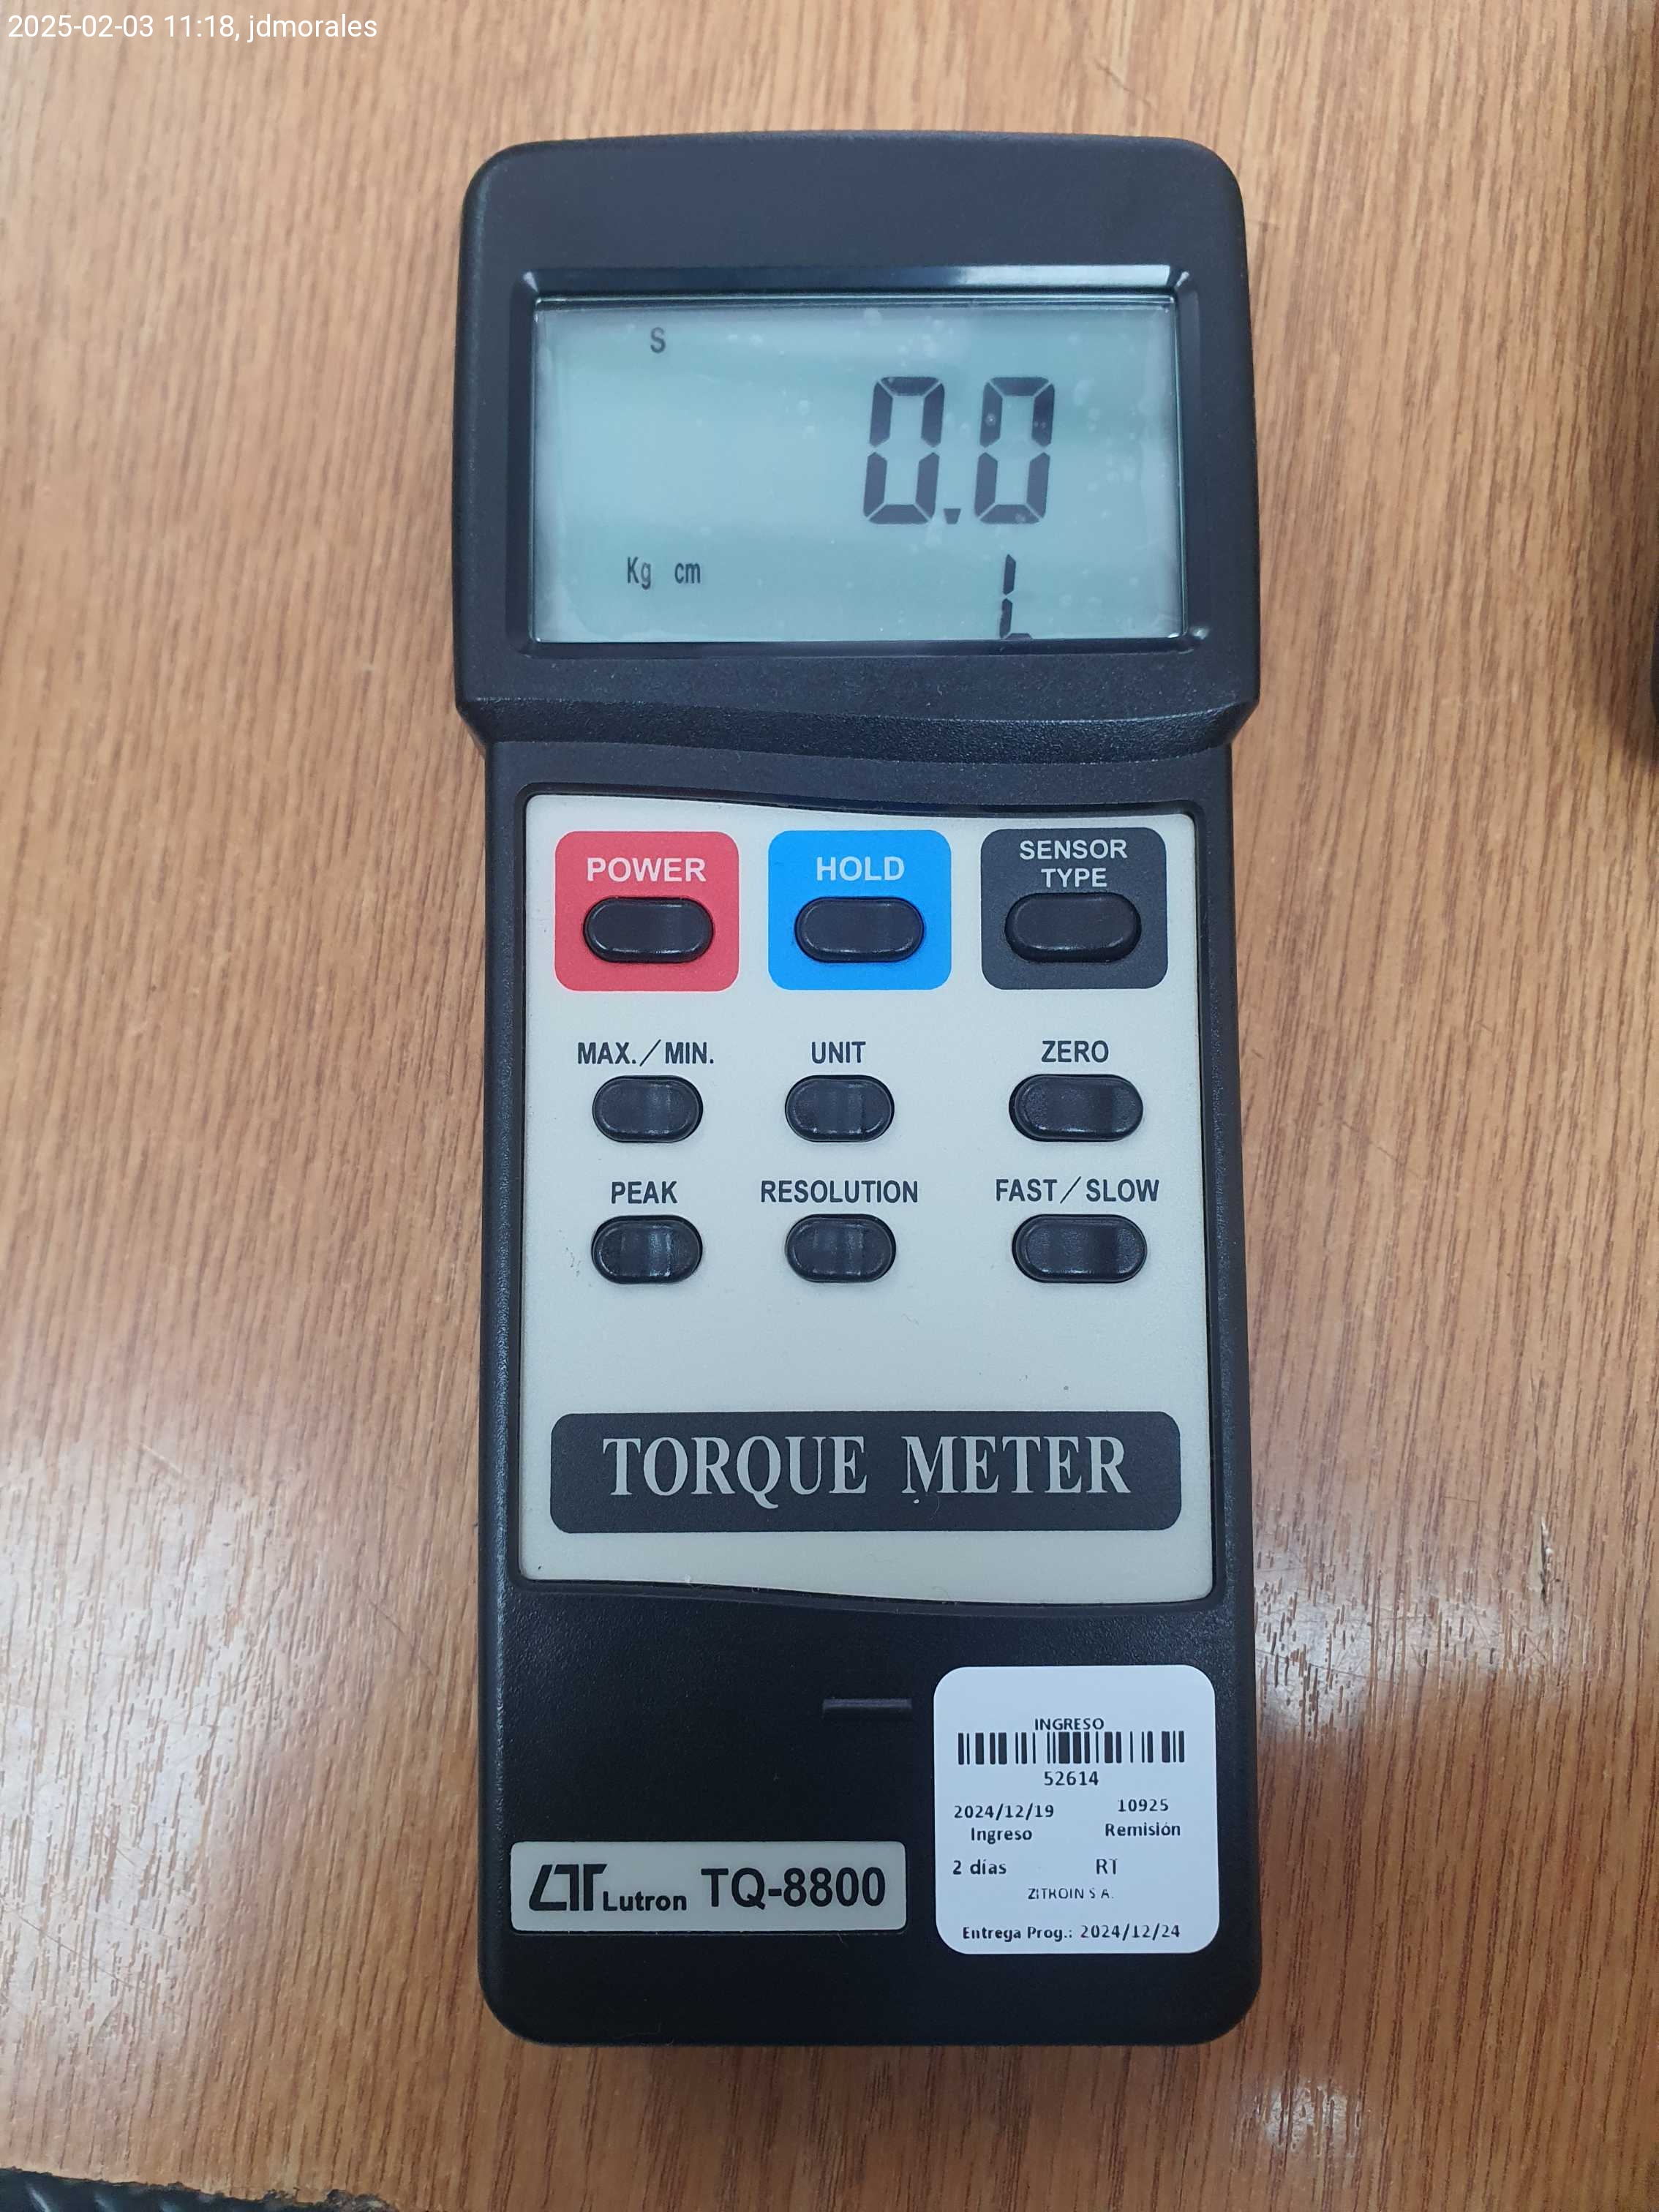 2025-02-03 11:18, jdmorales
S
0.0
Kg cm
L
POWER
HOLD
SENSOR
TYPE
MAX./MIN.
UNIT
ZERO
PEAK
RESOLUTION
FAST/SLOW
TORQUE METER
INGRESO
52614
2024/12/19
10925
Ingreso
Remisión
2 días
RT
S.A.
Entrega Prog.: 2024/12/24
Lutron TQ-8800